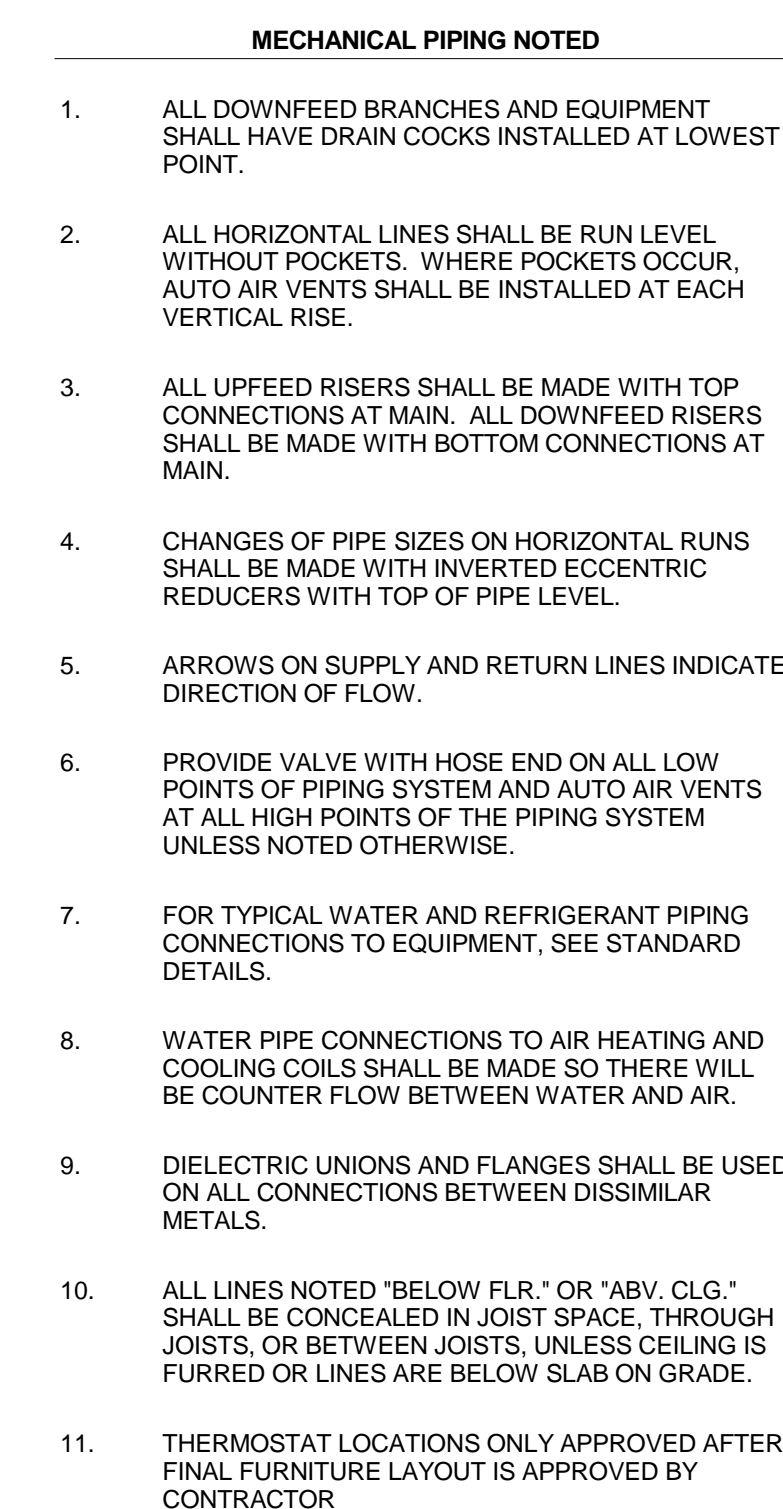 MECHANICAL PIPING NOTED
1. ALL DOWNFEED BRANCHES AND EQUIPMENT
SHALL HAVE DRAIN COCKS INSTALLED AT LOWEST
POINT.
2. ALL HORIZONTAL LINES SHALL BE RUN LEVEL
WITHOUT POCKETS. WHERE POCKETS OCCUR,
AUTO AIR VENTS SHALL BE INSTALLED AT EACH
VERTICAL RISE.
3. ALL UPFEED RISERS SHALL BE MADE WITH TOP
CONNECTIONS AT MAIN. ALL DOWNFEED RISERS
SHALL BE MADE WITH BOTTOM CONNECTIONS AT
MAIN.
4. CHANGES OF PIPE SIZES ON HORIZONTAL RUNS
SHALL BE MADE WITH INVERTED ECCENTRIC
REDUCERS WITH TOP OF PIPE LEVEL.
5. ARROWS ON SUPPLY AND RETURN LINES INDICATE
DIRECTION OF FLOW.
6. PROVIDE VALVE WITH HOSE END ON ALL LOW
POINTS OF PIPING SYSTEM AND AUTO AIR VENTS
AT ALL HIGH POINTS OF THE PIPING SYSTEM
UNLESS NOTED OTHERWISE.
7. FOR TYPICAL WATER AND REFRIGERANT PIPING
CONNECTIONS TO EQUIPMENT, SEE STANDARD
DETAILS.
8. WATER PIPE CONNECTIONS TO AIR HEATING AND
COOLING COILS SHALL BE MADE SO THERE WILL
BE COUNTER FLOW BETWEEN WATER AND AIR.
9. DIELECTRIC UNIONS AND FLANGES SHALL BE USED
ON ALL CONNECTIONS BETWEEN DISSIMILAR
METALS.
10. ALL LINES NOTED "BELOW FLR." OR "ABV. CLG."
SHALL BE CONCEALED IN JOIST SPACE, THROUGH
JOISTS, OR BETWEEN JOISTS, UNLESS CEILING IS
FURRED OR LINES ARE BELOW SLAB ON GRADE.
11. THERMOSTAT LOCATIONS ONLY APPROVED AFTER
FINAL FURNITURE LAYOUT IS APPROVED BY
CONTRACTOR